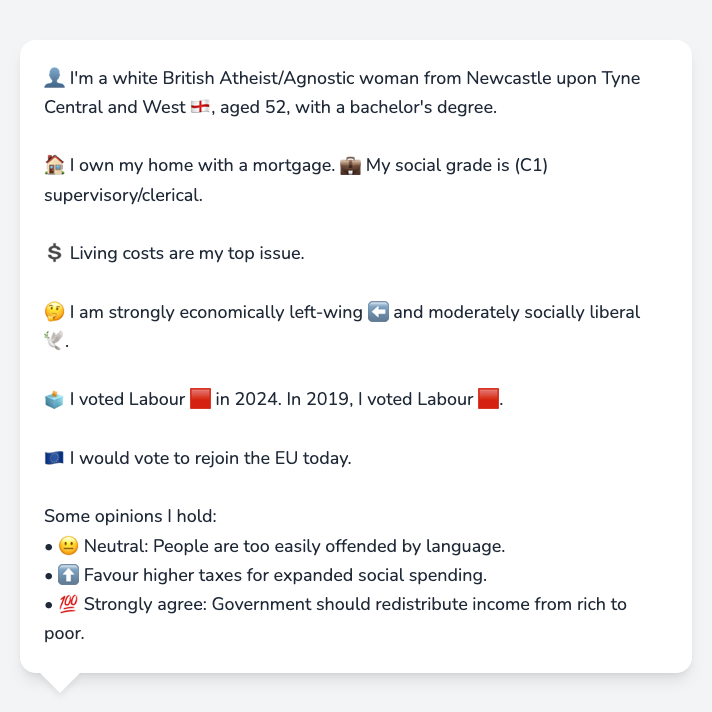 👤 I'm a white British Atheist/Agnostic woman from Newcastle upon Tyne
Central and West 🏴󠁧󠁢󠁥󠁮󠁧󠁿, aged 52, with a bachelor's degree.
🏠 I own my home with a mortgage. 💼 My social grade is (C1)
supervisory/clerical.
💲 Living costs are my top issue.
🤔 I am strongly economically left-wing ⬅️ and moderately socially liberal
🕊️.
🗳️ I voted Labour 🟥 in 2024. In 2019, I voted Labour 🟥.
🇪🇺 I would vote to rejoin the EU today.
Some opinions I hold:
• 😐 Neutral: People are too easily offended by language.
• ⬆️ Favour higher taxes for expanded social spending.
• 💯 Strongly agree: Government should redistribute income from rich to
poor.